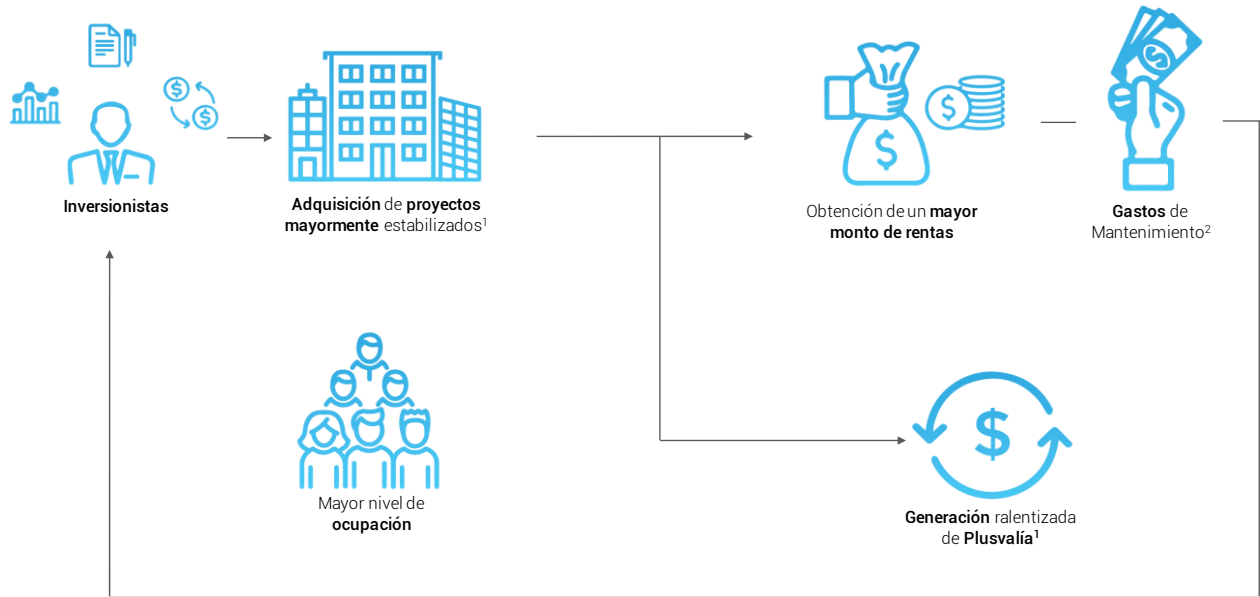 Inversionistas
Adquisición de proyectos
mayormente estabilizados¹
Obtención de un mayor
monto de rentas
Gastos de
Mantenimiento²
Mayor nivel de
ocupación
Generación ralentizada
de Plusvalía¹